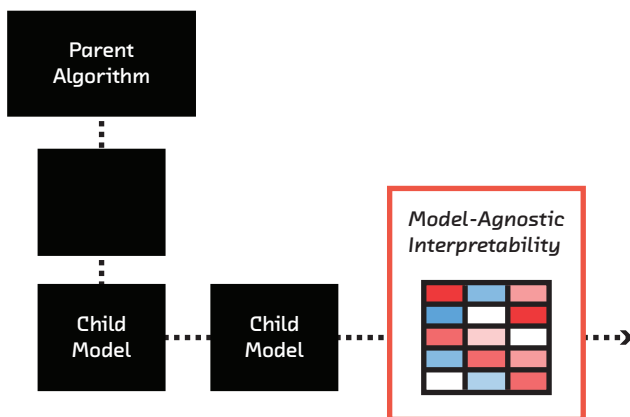 Parent
Algorithm
Child
Model
Child
Model
Model-Agnostic
Interpretability